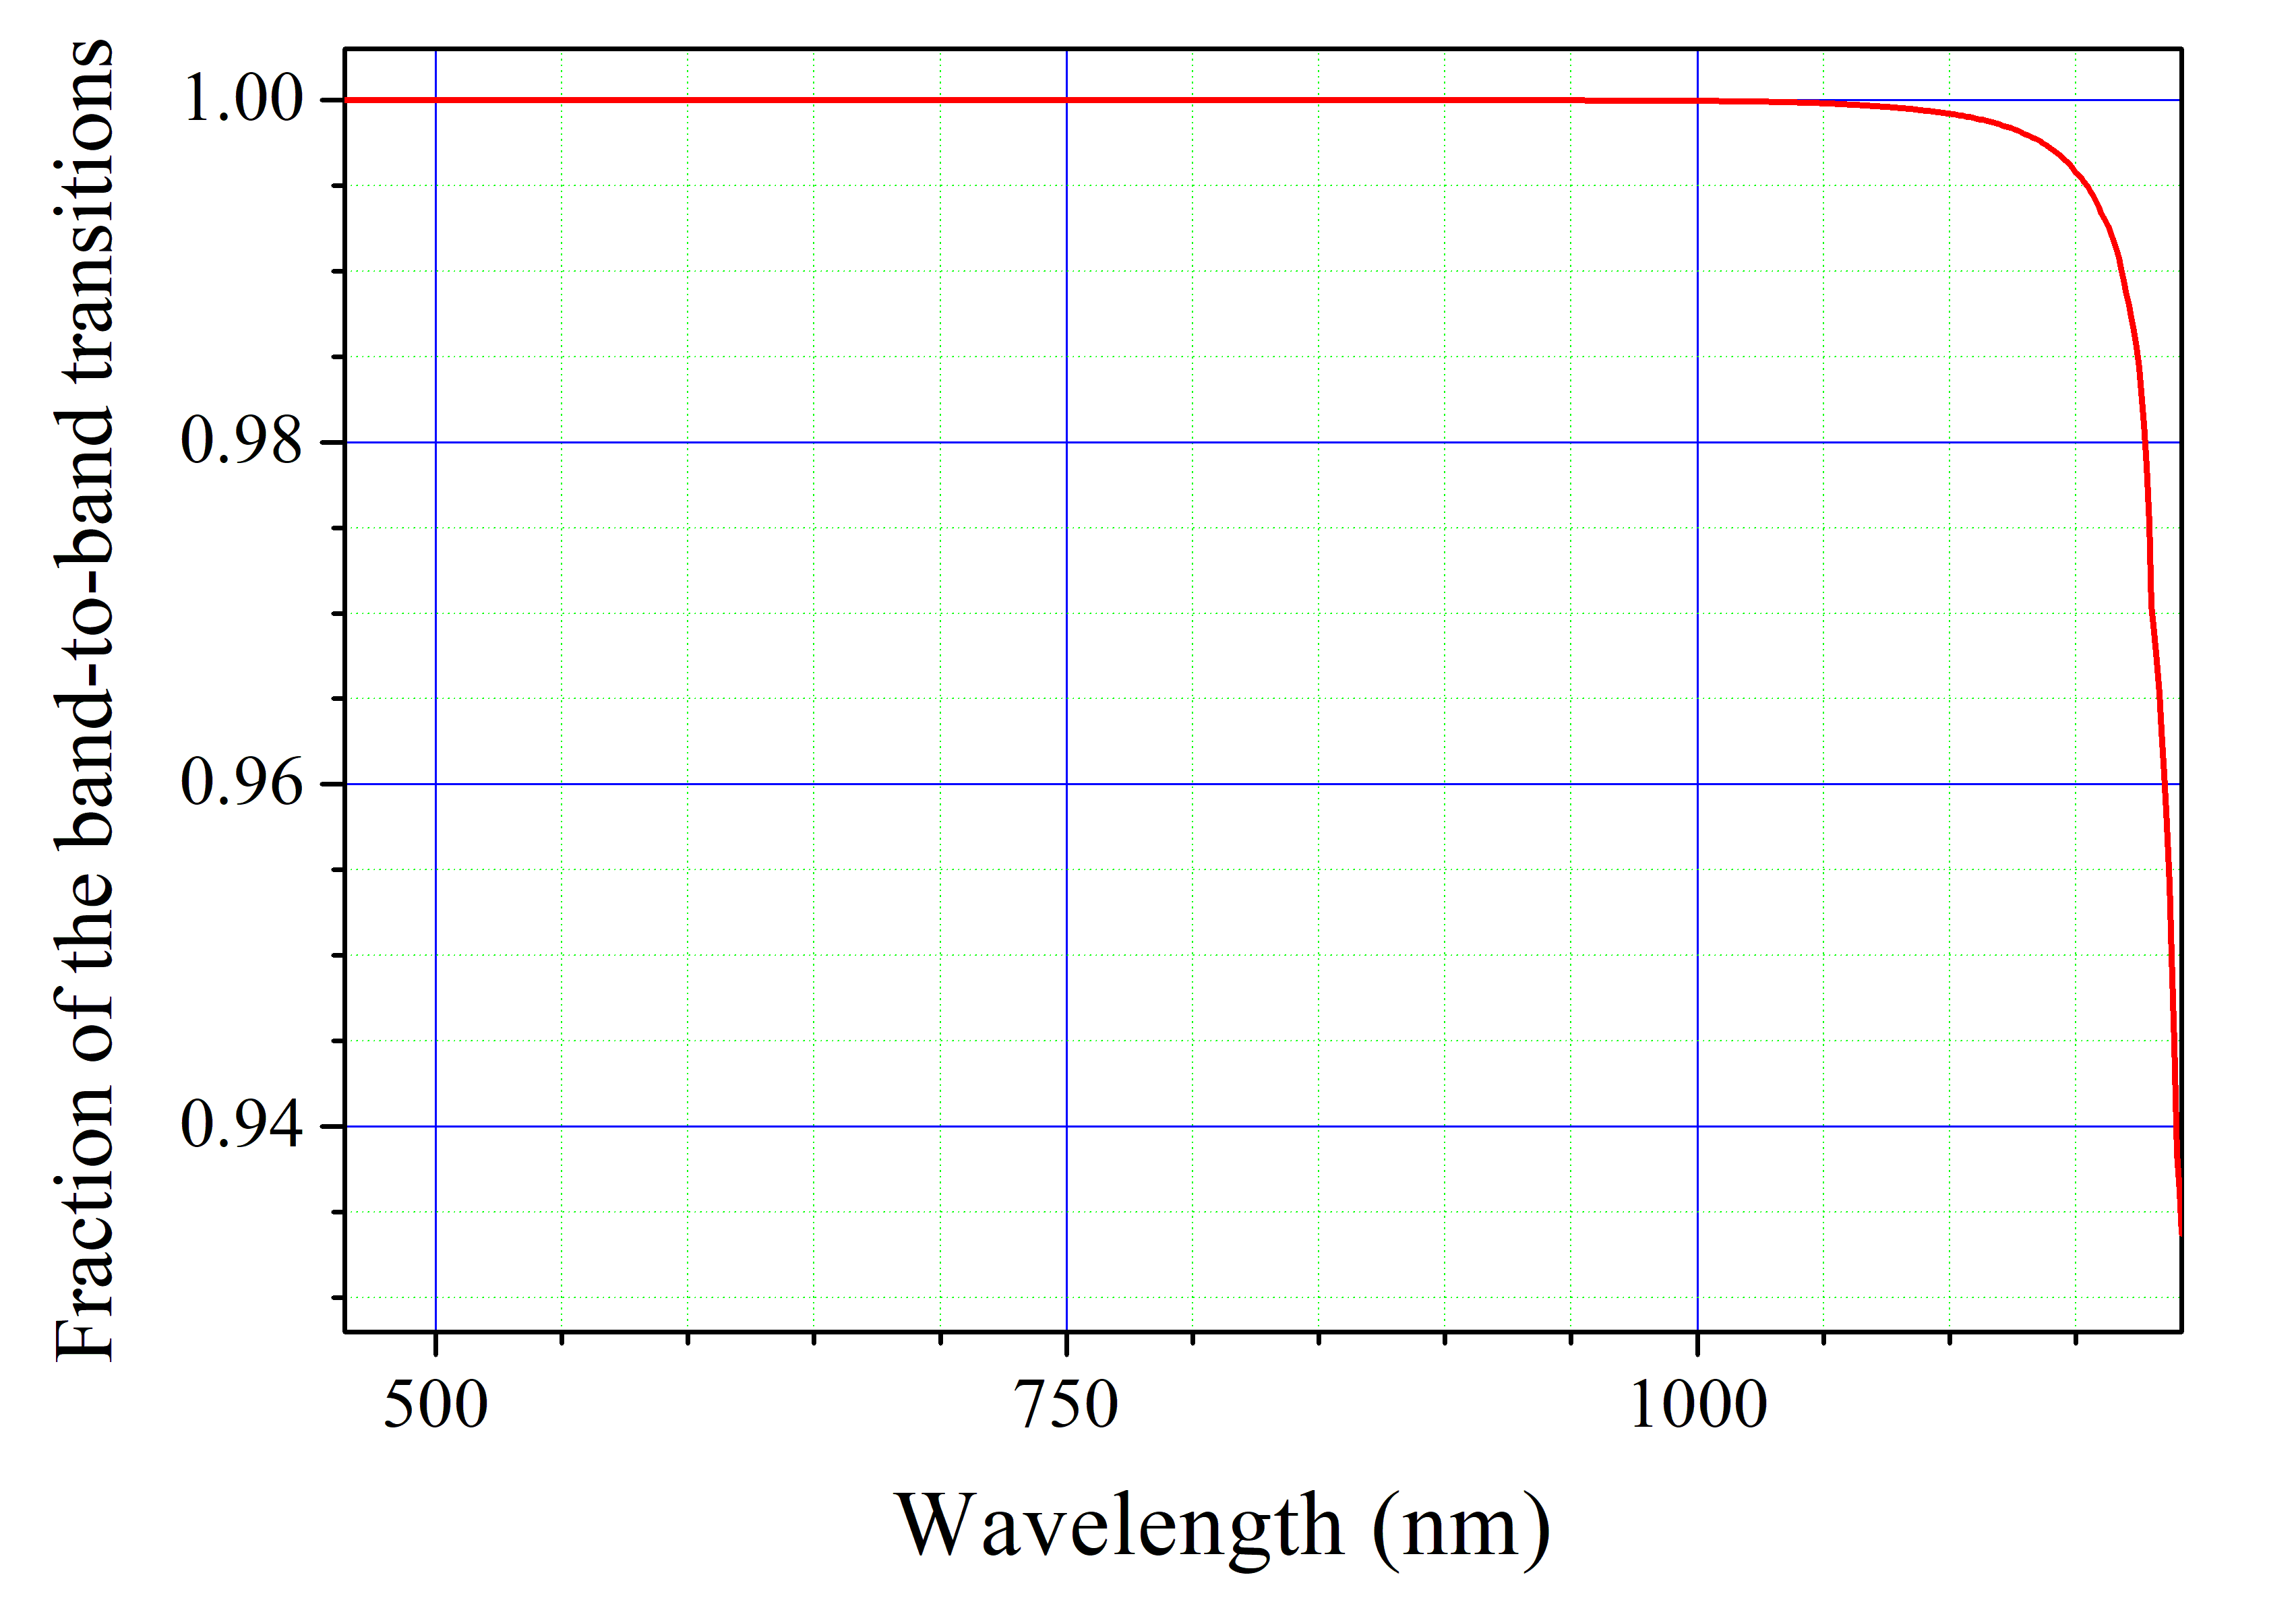 Fraction of the band-to-band transitions
1.00
0.98
0.96
0.94
500 750 1000
Wavelength (nm)